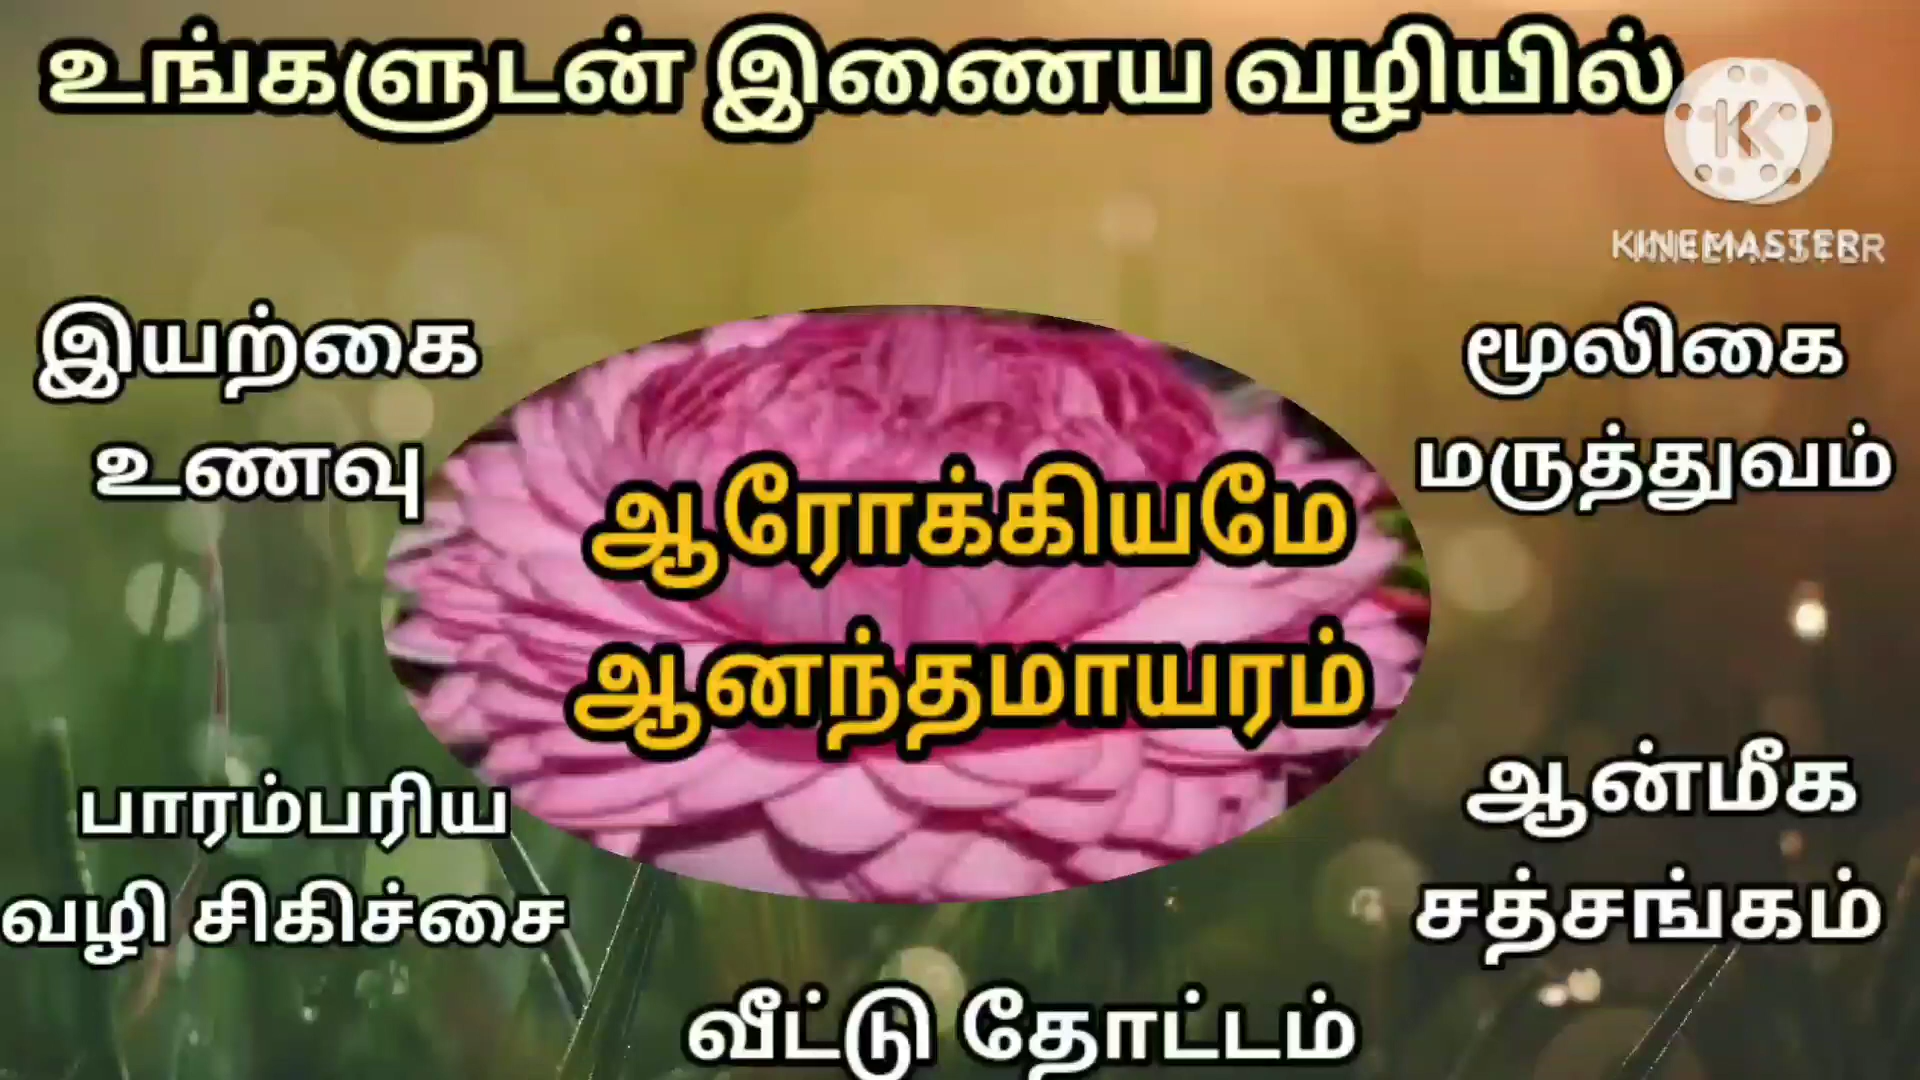 உங்களுடன் இணைய வழியில்
KINEMASTER
இயற்கை
உணவு
மூலிகை
மருத்துவம்
ஆரோக்கியமே
ஆனந்தமாயரம்
பாரம்பரிய
வழி சிகிச்சை
ஆன்மீக
சத்சங்கம்
வீட்டு தோட்டம்